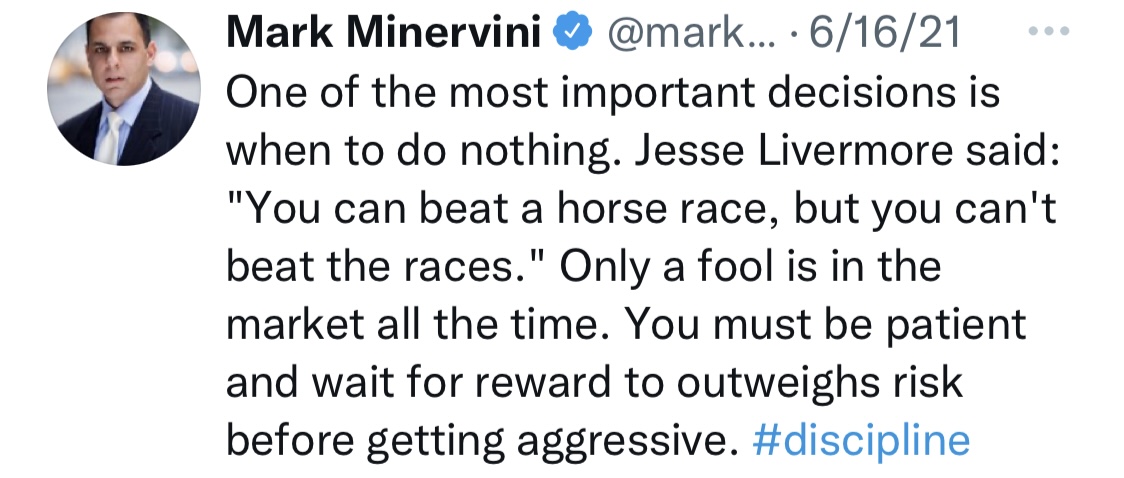 Mark Minervini @mark... · 6/16/21
One of the most important decisions is
when to do nothing. Jesse Livermore said:
"You can beat a horse race, but you can't
beat the races." Only a fool is in the
market all the time. You must be patient
and wait for reward to outweighs risk
before getting aggressive. #discipline